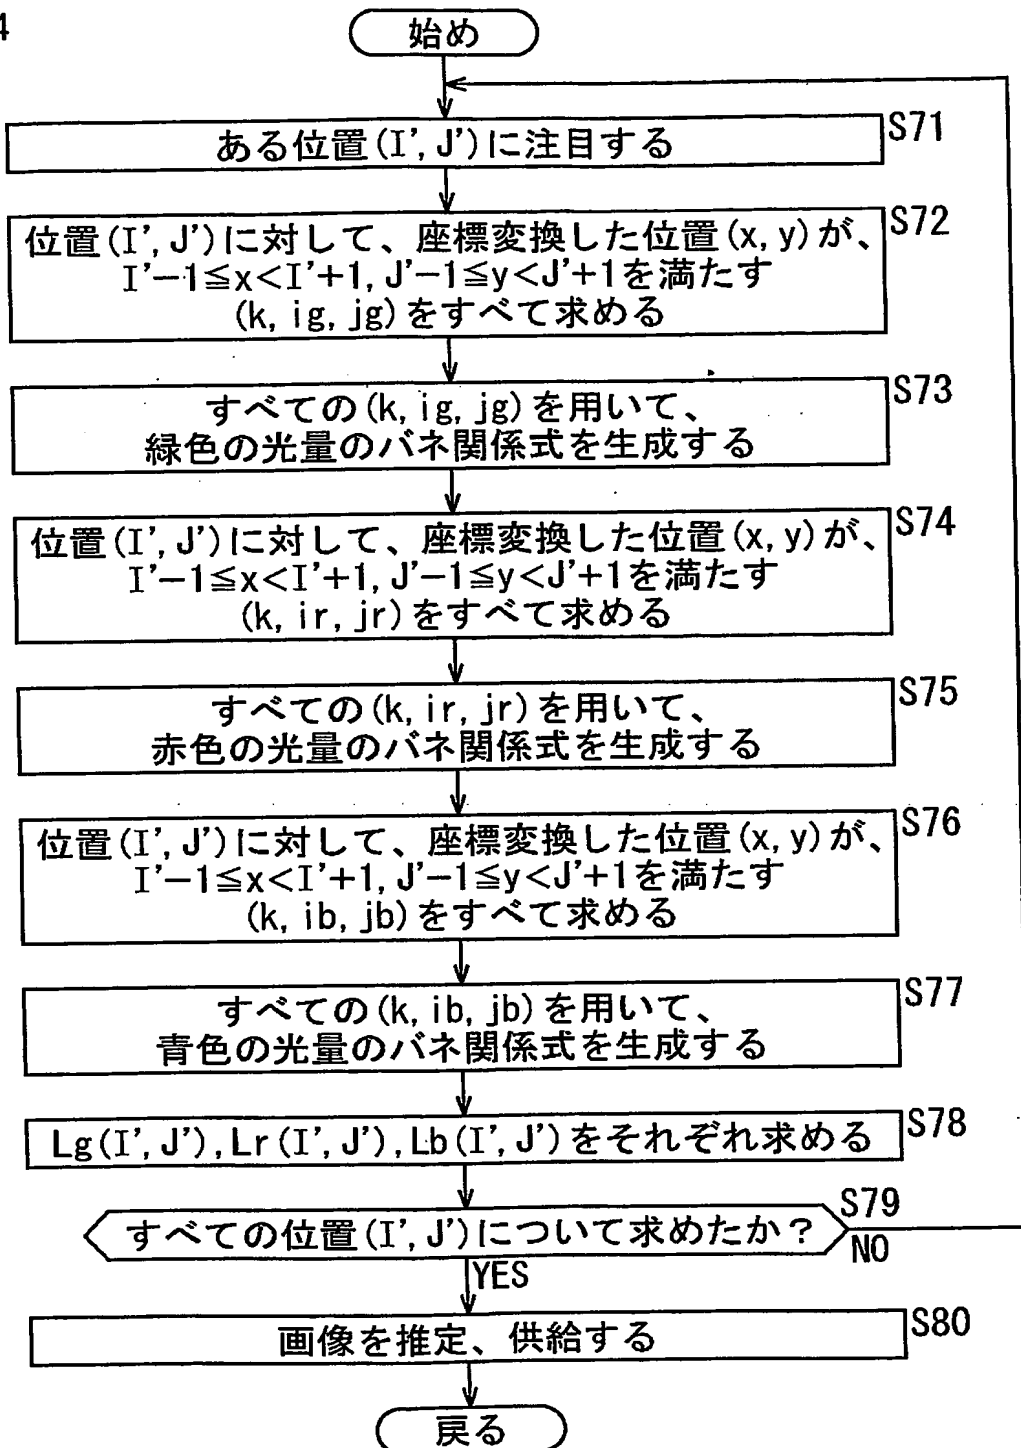 4
始め
ある位置(I',J')に注目する
S71
位置(I',J')に対して、座標変換した位置(x,y)が、
I'−1≦x<I'+1,J'−1≦y<J'+1を満たす
(k,ig,jg)をすべて求める
S72
すべての(k,ig,jg)を用いて、
緑色の光量のバネ関係式を生成する
S73
位置(I',J')に対して、座標変換した位置(x,y)が、
I'−1≦x<I'+1,J'−1≦y<J'+1を満たす
(k,ir,jr)をすべて求める
S74
すべての(k,ir,jr)を用いて、
赤色の光量のバネ関係式を生成する
S75
位置(I',J')に対して、座標変換した位置(x,y)が、
I'−1≦x<I'+1,J'−1≦y<J'+1を満たす
(k,ib,jb)をすべて求める
S76
すべての(k,ib,jb)を用いて、
青色の光量のバネ関係式を生成する
S77
Lg(I',J'),Lr(I',J'),Lb(I',J')をそれぞれ求める
S78
すべての位置(I',J')について求めたか？
S79
NO
YES
画像を推定、供給する
S80
戻る